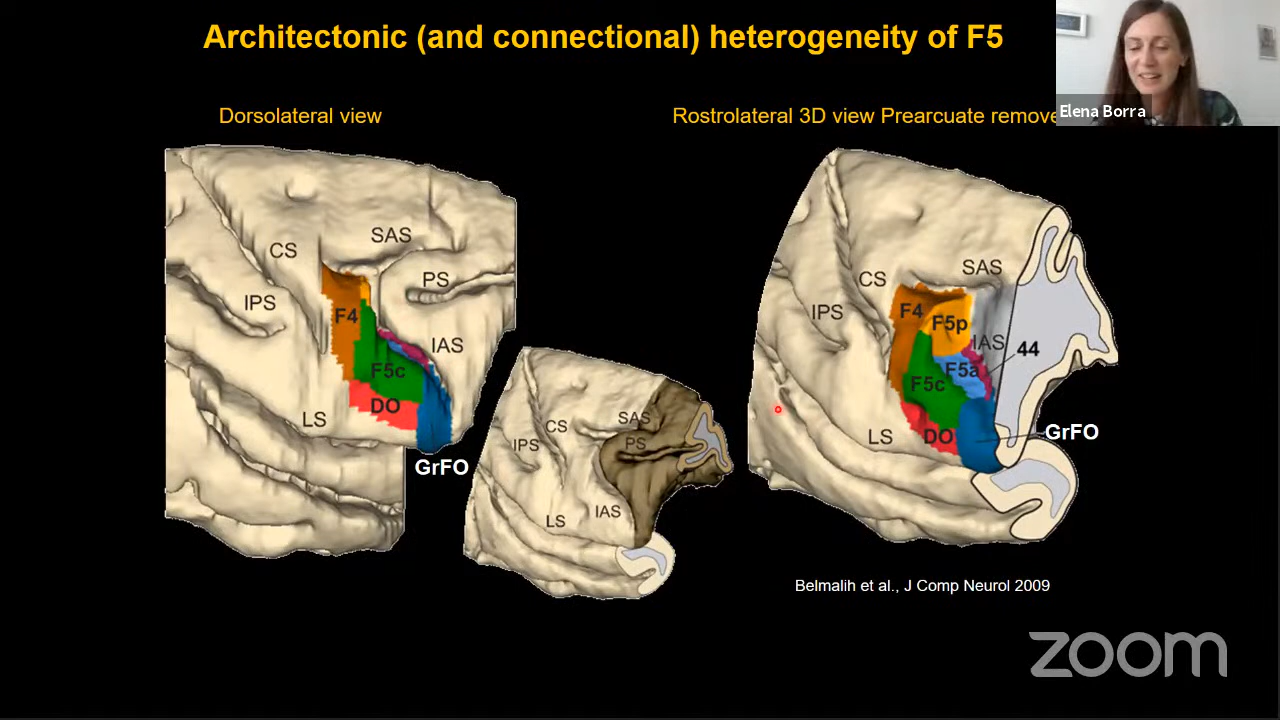 Architectonic (and connectional) heterogeneity of F5
Elena Borra
Dorsolateral view
Rostrolateral 3D view Prearcuate remove
CS
SAS
PS
IPS
F4
IAS
F5c
DO
LS
GrFO
SAS
CS
PS
IPS
IAS
LS
SAS
CS
IPS
F4
F5p
IAS
44
F5a
F5c
LS
DO
GrFO
Belmalih et al., J Comp Neurol 2009
zoom